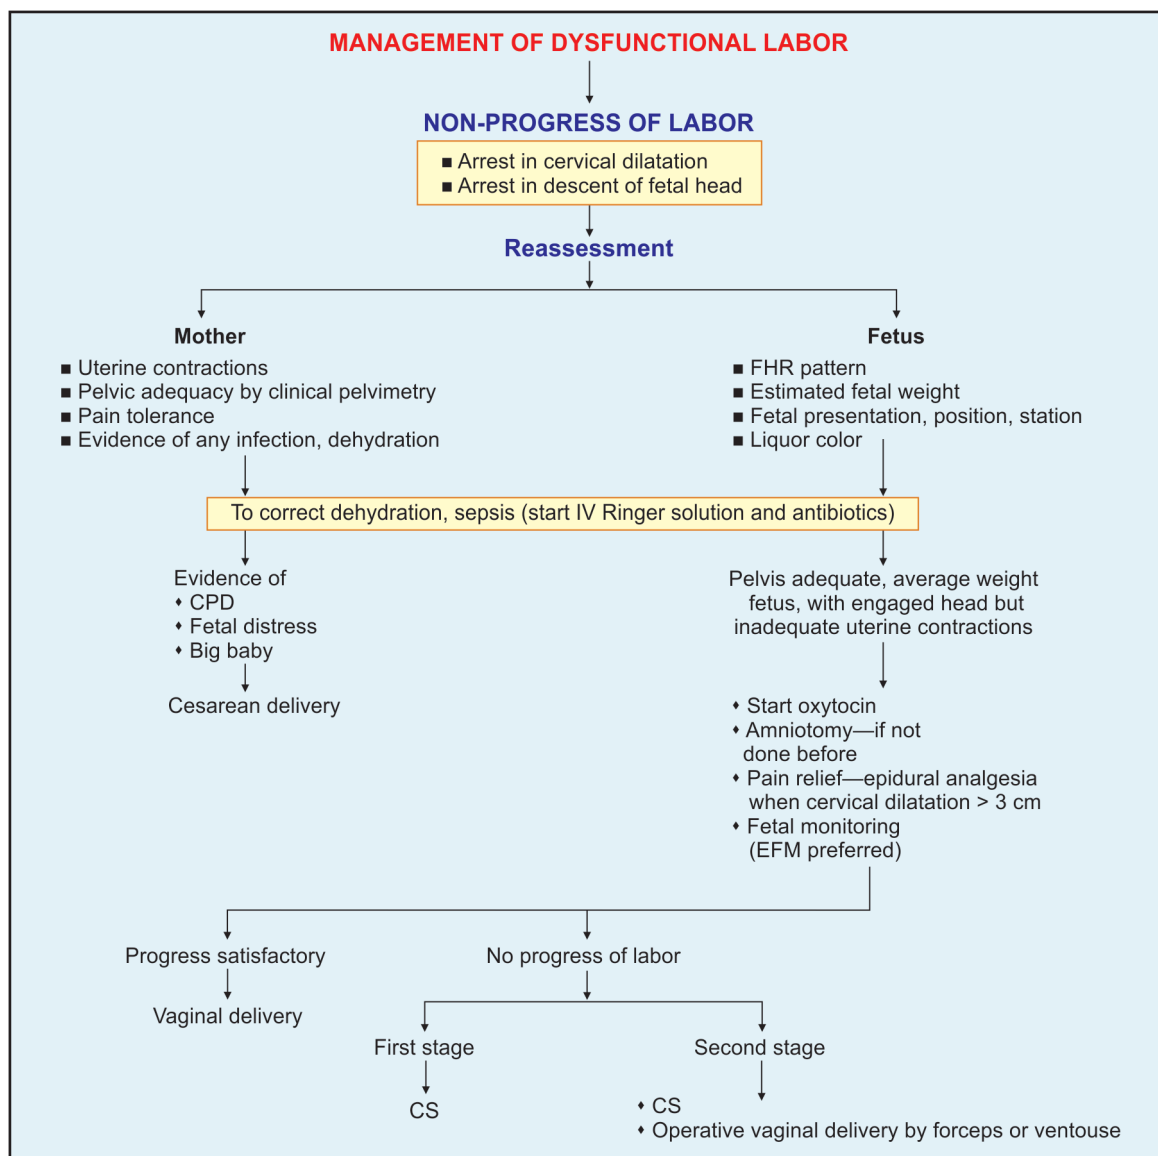 MANAGEMENT OF DYSFUNCTIONAL LABOR
NON-PROGRESS OF LABOR
■ Arrest in cervical dilatation
■ Arrest in descent of fetal head
Reassessment
Mother
■ Uterine contractions
■ Pelvic adequacy by clinical pelvimetry
■ Pain tolerance
■ Evidence of any infection, dehydration
Fetus
■ FHR pattern
■ Estimated fetal weight
■ Fetal presentation, position, station
■ Liquor color
To correct dehydration, sepsis (start IV Ringer solution and antibiotics)
Evidence of
♦ CPD
♦ Fetal distress
♦ Big baby
Cesarean delivery
Pelvis adequate, average weight
fetus, with engaged head but
inadequate uterine contractions
♦ Start oxytocin
♦ Amniotomy—if not
done before
♦ Pain relief—epidural analgesia
when cervical dilatation > 3 cm
♦ Fetal monitoring
(EFM preferred)
Progress satisfactory
Vaginal delivery
No progress of labor
First stage
CS
Second stage
♦ CS
♦ Operative vaginal delivery by forceps or ventouse